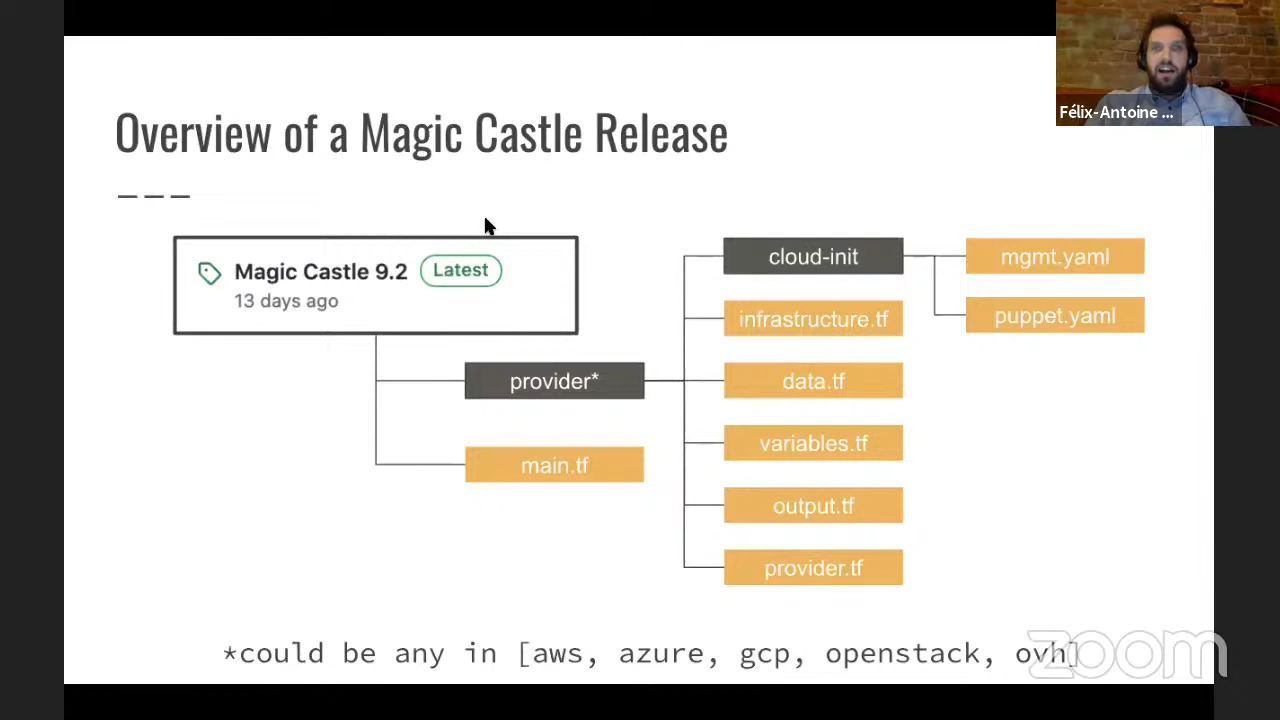 Félix-Antoine ...
Overview of a Magic Castle Release
Magic Castle 9.2 Latest
13 days ago
provider*
main.tf
cloud-init
infrastructure.tf
data.tf
variables.tf
output.tf
provider.tf
mgmt.yaml
puppet.yaml
*could be any in [aws, azure, gcp, openstack, ovh]
zoom